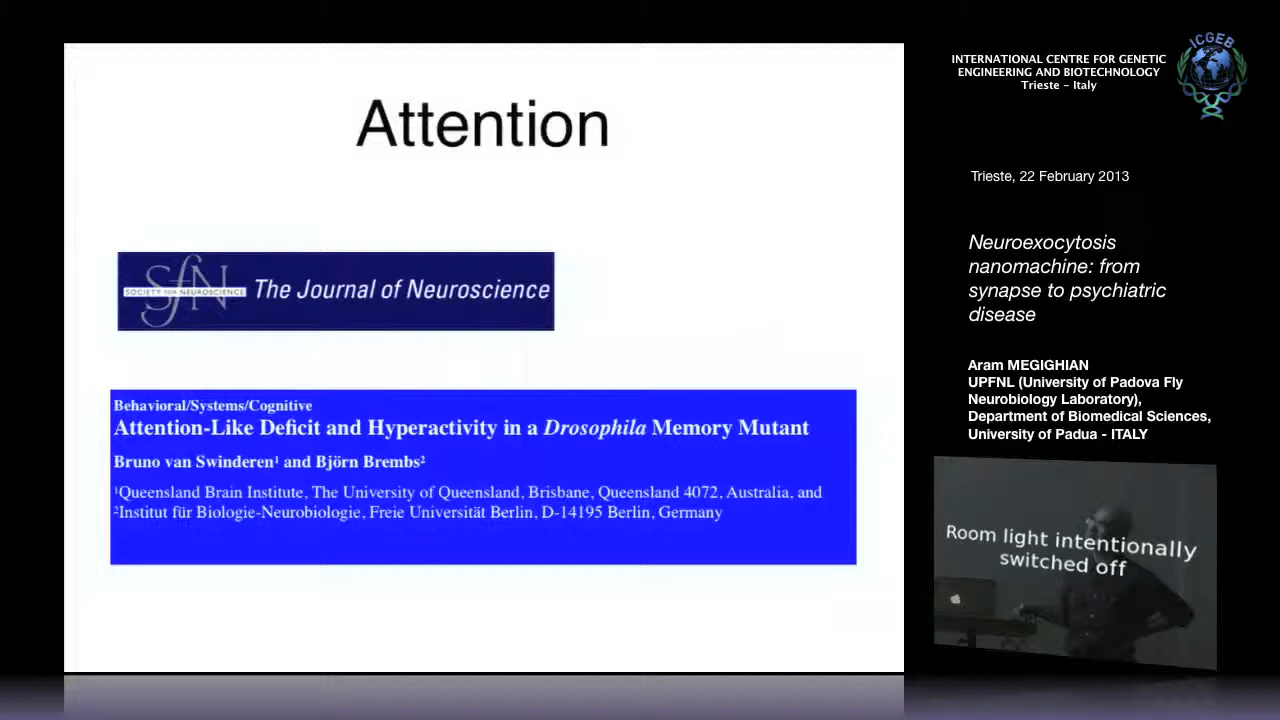 Attention
SfN
SOCIETY FOR NEUROSCIENCE
The Journal of Neuroscience
Behavioral/Systems/Cognitive
Attention-Like Deficit and Hyperactivity in a Drosophila Memory Mutant
Bruno van Swinderen¹ and Björn Brembs²
¹Queensland Brain Institute, The University of Queensland, Brisbane, Queensland 4072, Australia, and
²Institut für Biologie-Neurobiologie, Freie Universität Berlin, D-14195 Berlin, Germany
INTERNATIONAL CENTRE FOR GENETIC
ENGINEERING AND BIOTECHNOLOGY
Trieste - Italy
ICGEB
Trieste, 22 February 2013
Neuroexocytosis
nanomachine: from
synapse to psychiatric
disease
Aram MEGIGHIAN
UPFNL (University of Padova Fly
Neurobiology Laboratory),
Department of Biomedical Sciences,
University of Padua - ITALY
Room light intentionally
switched off